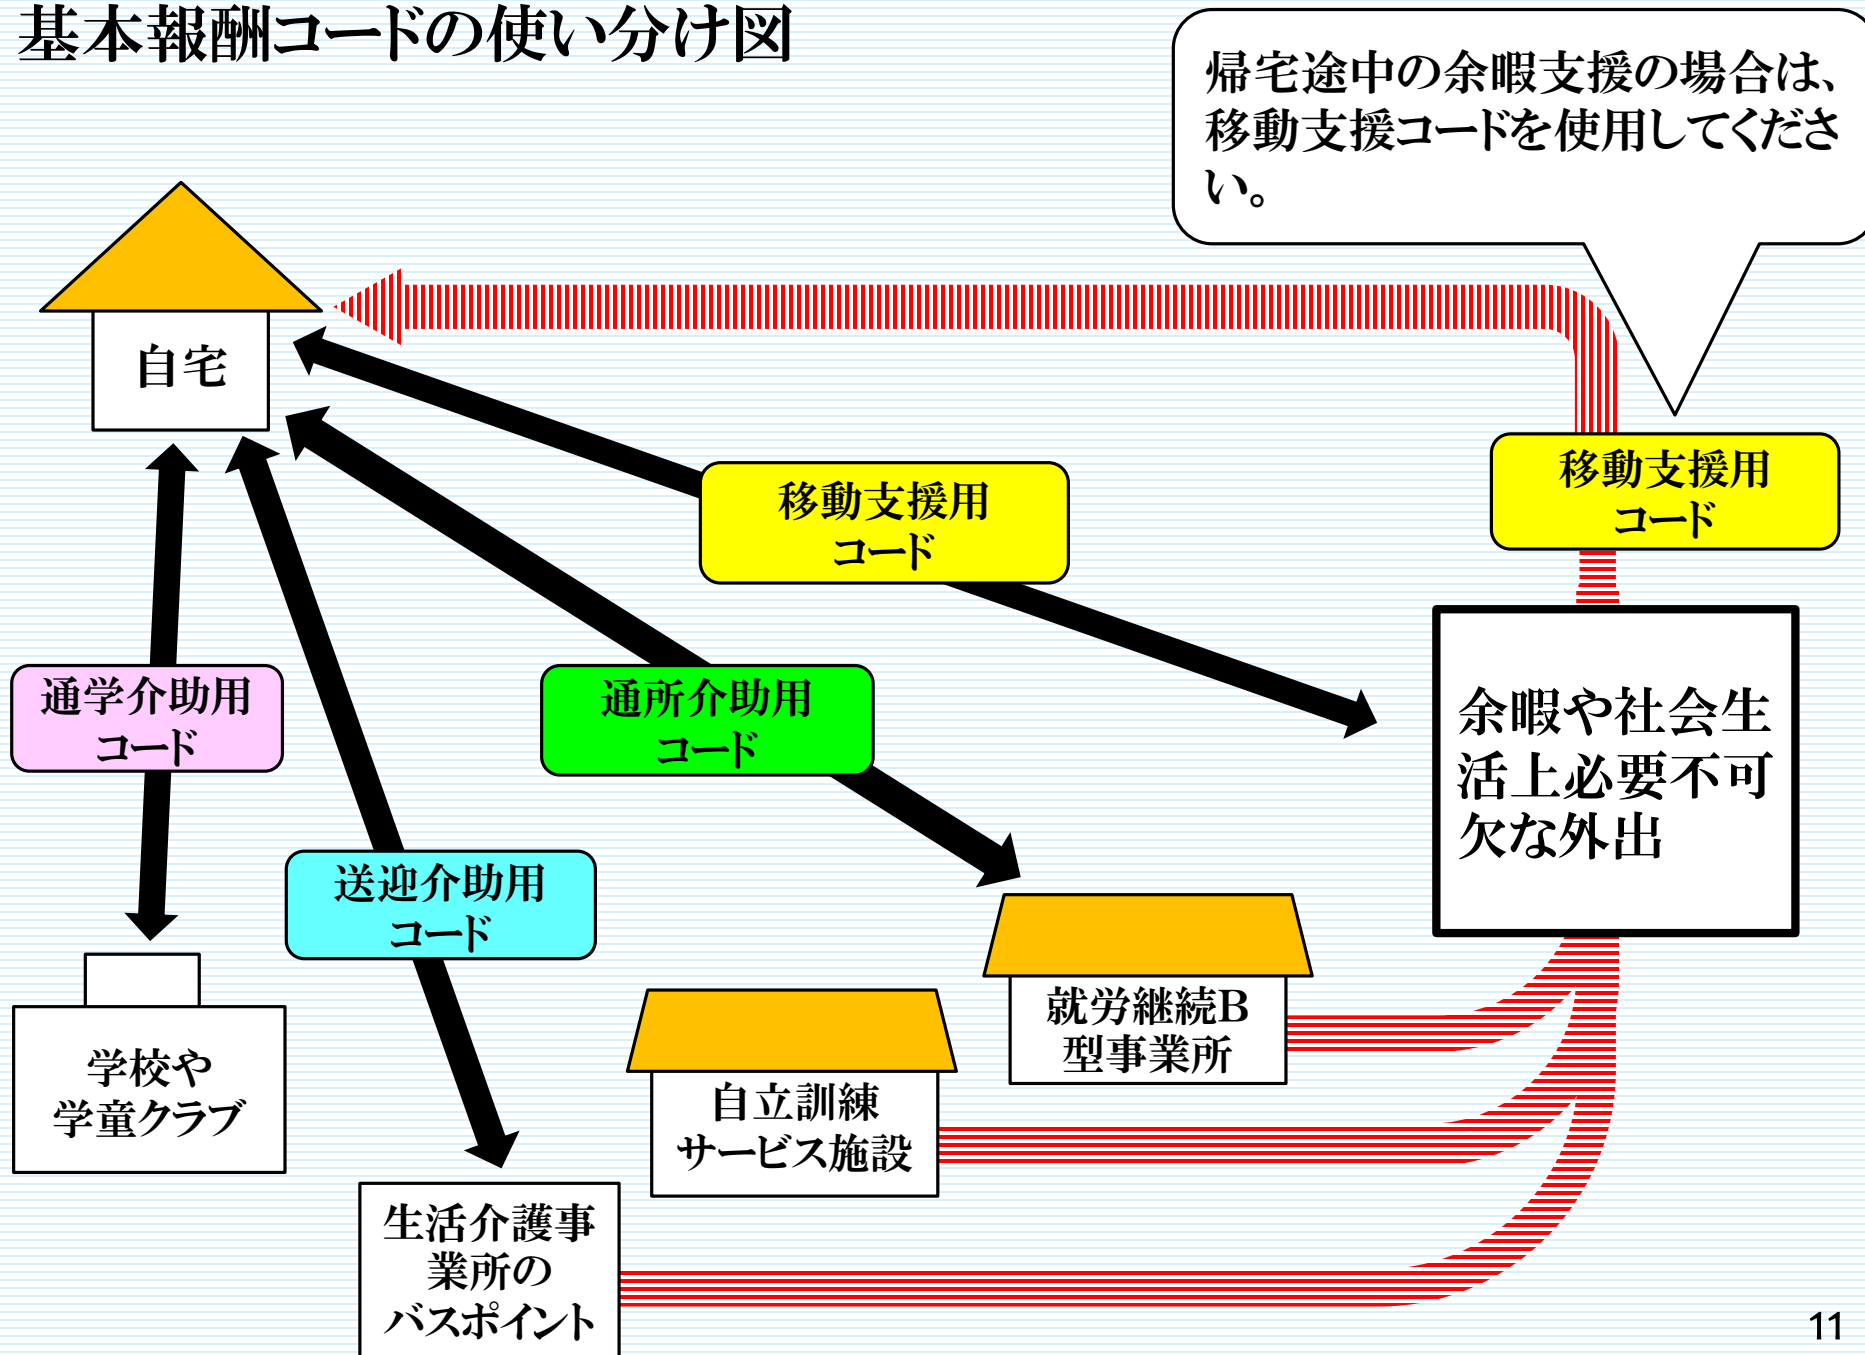 基本報酬コードの使い分け図
帰宅途中の余暇支援の場合は、
移動支援コードを使用してくださ
い。
自宅
移動支援用
コード
移動支援用
コード
通学介助用
コード
通所介助用
コード
余暇や社会生
活上必要不可
欠な外出
送迎介助用
コード
就労継続B
型事業所
学校や
学童クラブ
自立訓練
サービス施設
生活介護事
業所の
バスポイント
11